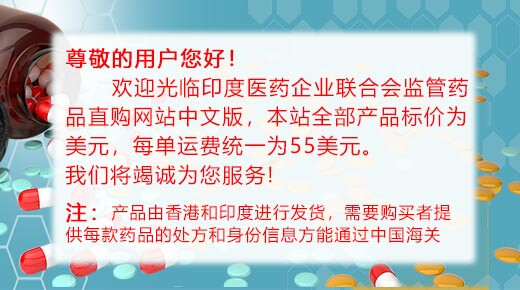 尊敬的用户您好！
欢迎光临印度医药企业联合会监管药
品直购网站中文版，本站全部产品标价为
美元，每单运费统一为55美元。
我们将竭诚为您服务!
注：产品由香港和印度进行发货，需要购买者提
供每款药品的处方和身份信息方能通过中国海关